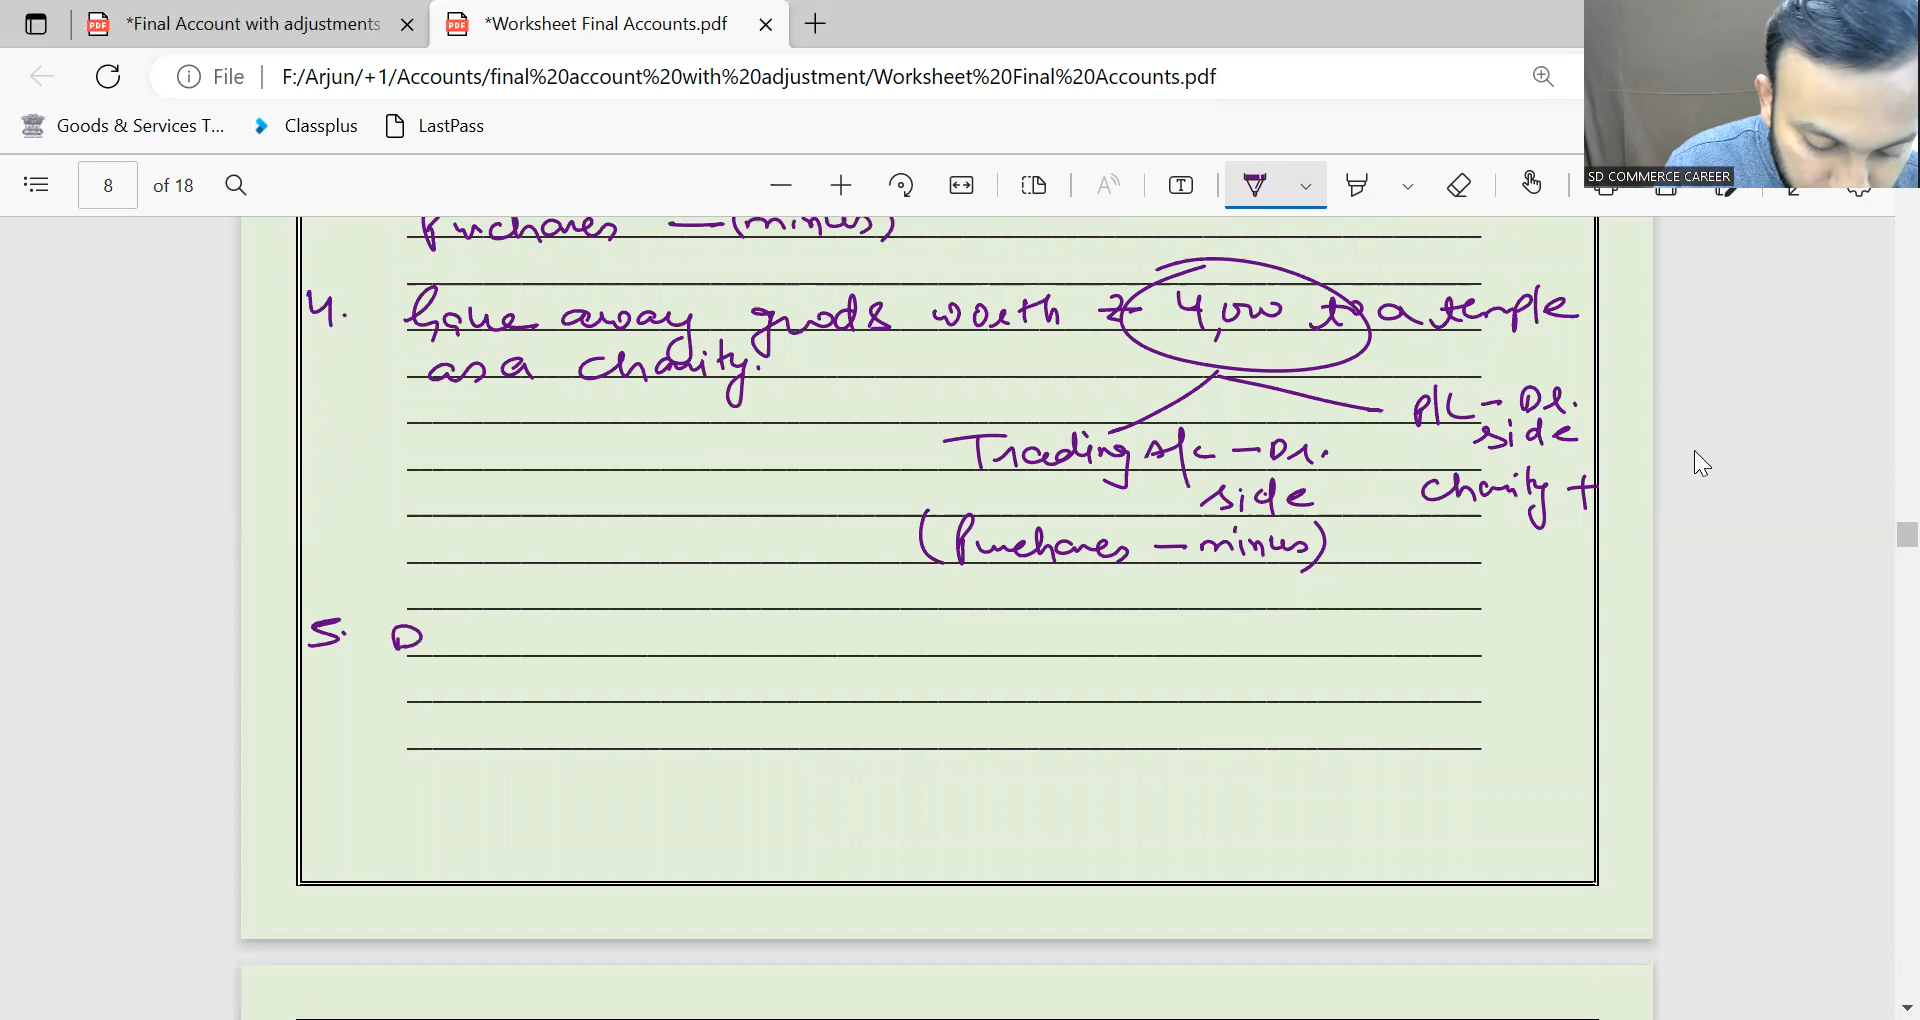 *Final Account with adjustments
*Worksheet Final Accounts.pdf
File
F:/Arjun/+1/Accounts/final%20account%20with%20adjustment/Worksheet%20Final%20Accounts.pdf
Goods & Services T...
Classplus
LastPass
8 of 18
SD COMMERCE CAREER
Purchases — (minus)
4. Gave away goods worth ₹ 4,000 to a temple
as a charity.
P/L - Dr.
side
Trading A/c - Dr.
side
charity +
(Purchases - minus)
5. D